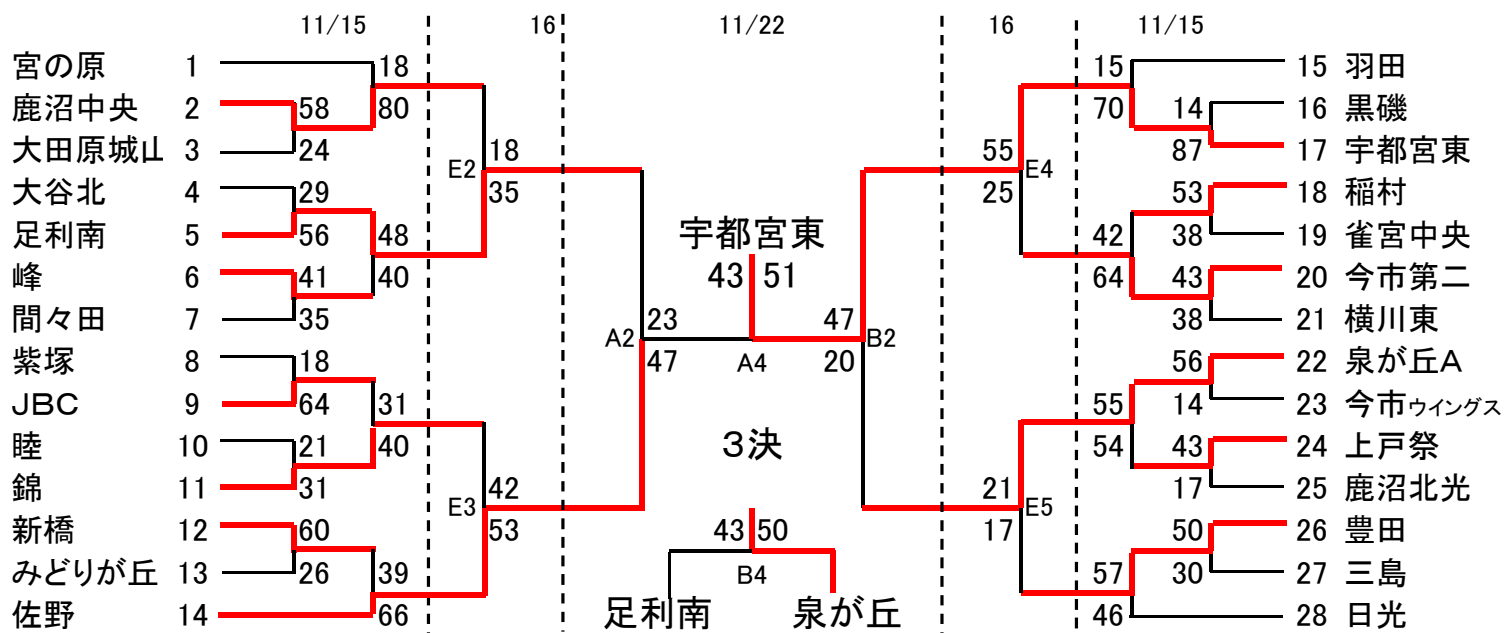 11/15 16 11/22 16 11/15
宮の原 1 18 15 15 羽田
鹿沼中央 2 58 80 70 14 16 黒磯
大田原城山 3 24 87 17 宇都宮東
18 E2 35 55 E4 25
大谷北 4 29 53 18 稲村
足利南 5 56 48 42 38 19 雀宮中央
宇都宮東
峰 6 41 40 43 51 64 43 20 今市第二
間々田 7 35 38 21 横川東
23 A2 47 A4 47 B2 20
紫塚 8 18 56 22 泉が丘A
JBC 9 64 31 55 14 23 今市ウイングス
睦 10 21 40 3決 54 43 24 上戸祭
錦 11 31 17 25 鹿沼北光
42 E3 53 21 E5 17
新橋 12 60 43 50 50 26 豊田
みどりが丘 13 26 39 B4 57 30 27 三島
佐野 14 66 足利南 泉が丘 46 28 日光